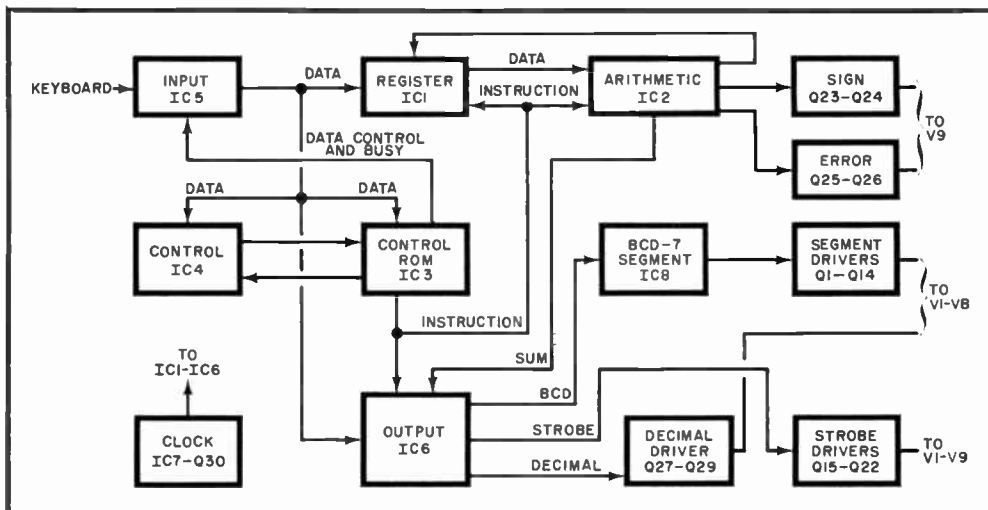 KEYBOARD
INPUT
IC5
DATA
REGISTER
IC1
DATA
INSTRUCTION
ARITHMETIC
IC2
SIGN
Q23-Q24
TO
V9
ERROR
Q25-Q26
DATA CONTROL
AND BUSY
DATA
DATA
CONTROL
IC4
CONTROL
ROM
IC3
BCD-7
SEGMENT
IC8
SEGMENT
DRIVERS
Q1-Q14
TO
V1-V8
INSTRUCTION
SUM
TO
IC1-IC6
CLOCK
IC7-Q30
OUTPUT
IC6
BCD
STROBE
DECIMAL
DECIMAL
DRIVER
Q27-Q29
STROBE
DRIVERS
Q15-Q22
TO
V1-V9